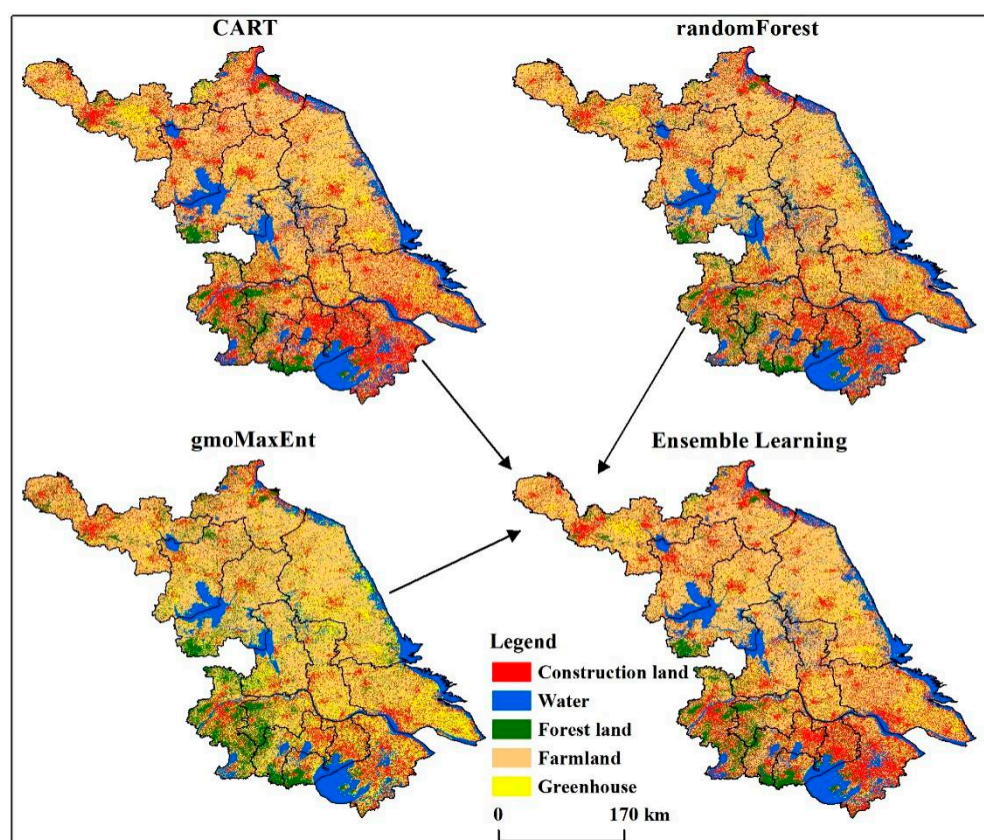 CART
randomForest
gmoMaxEnt
Ensemble Learning
Legend
Construction land
Water
Forest land
Farmland
Greenhouse
0 170 km